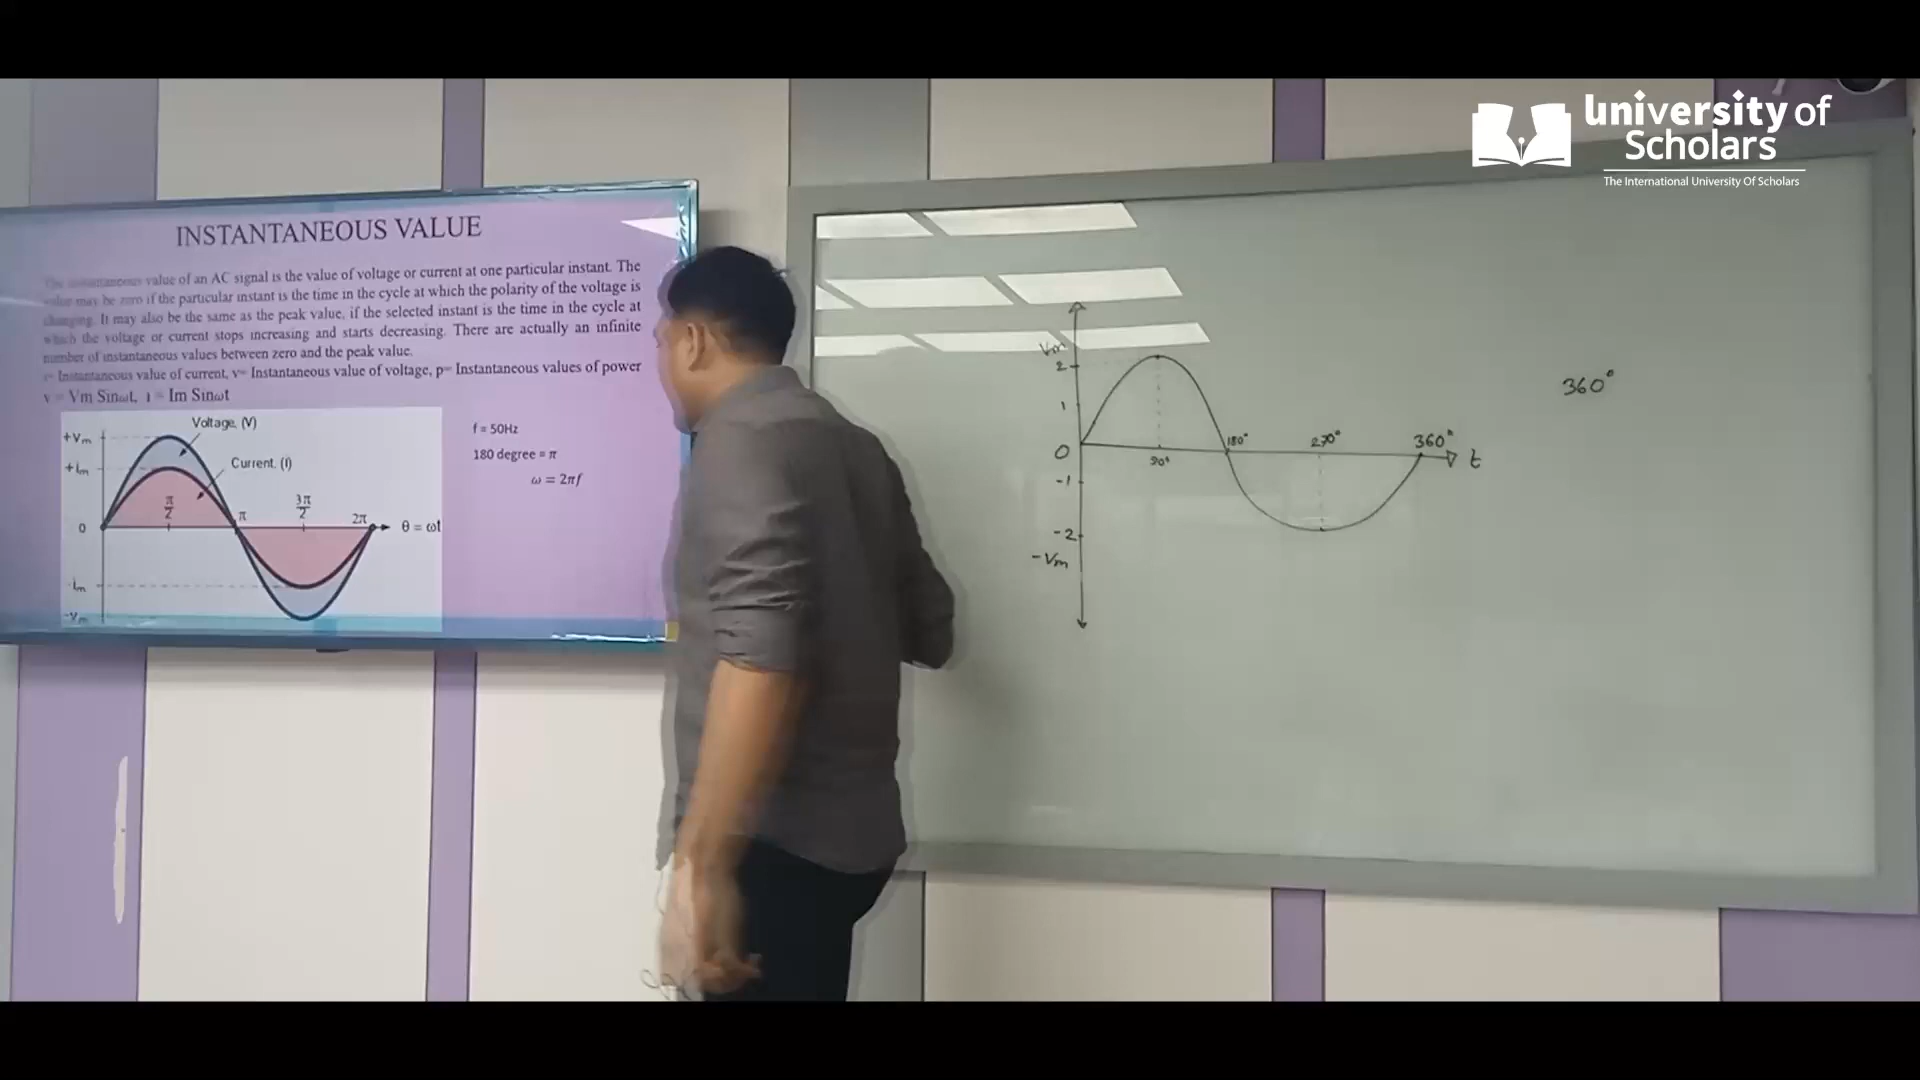 University of
Scholars
The International University Of Scholars
INSTANTANEOUS VALUE
The instantaneous value of an AC signal is the value of voltage or current at one particular instant. The
value may be zero if the particular instant is the time in the cycle at which the polarity of the voltage is
changing. It may also be the same as the peak value, if the selected instant is the time in the cycle at
which the voltage or current stops increasing and starts decreasing. There are actually an infinite
number of instantaneous values between zero and the peak value.
i= Instantaneous value of current, v= Instantaneous value of voltage, p= Instantaneous values of power
v = Vm Sinωt, i = Im Sinωt
Voltage, (V)
+Vm
Current, (I)
+Im
π/2
π
3π/2
2π
0
θ = ωt
-Im
-Vm
f = 50Hz
180 degree = π
ω = 2πf
Vm
2
1
0
-1
-2
-Vm
90°
180°
270°
360°
t
360°